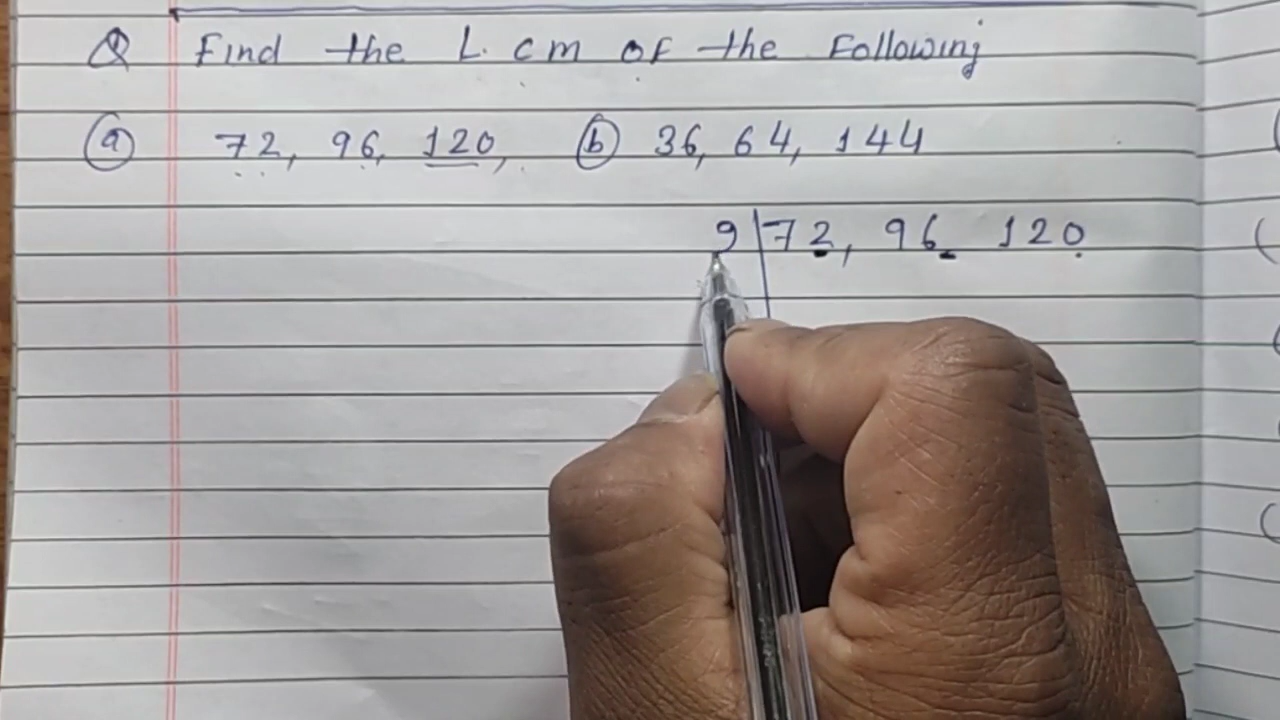 Q Find the L.cm of the Following
(a) 72, 96, 120, (b) 36, 64, 144
9 72, 96 120